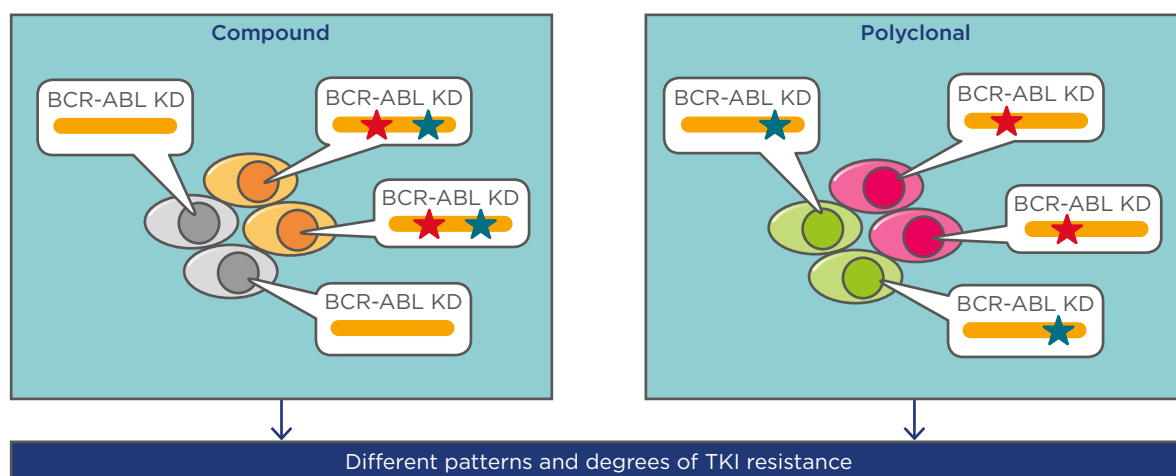 Compound
BCR-ABL KD
BCR-ABL KD
BCR-ABL KD
BCR-ABL KD
Polyclonal
BCR-ABL KD
BCR-ABL KD
BCR-ABL KD
BCR-ABL KD
Different patterns and degrees of TKI resistance